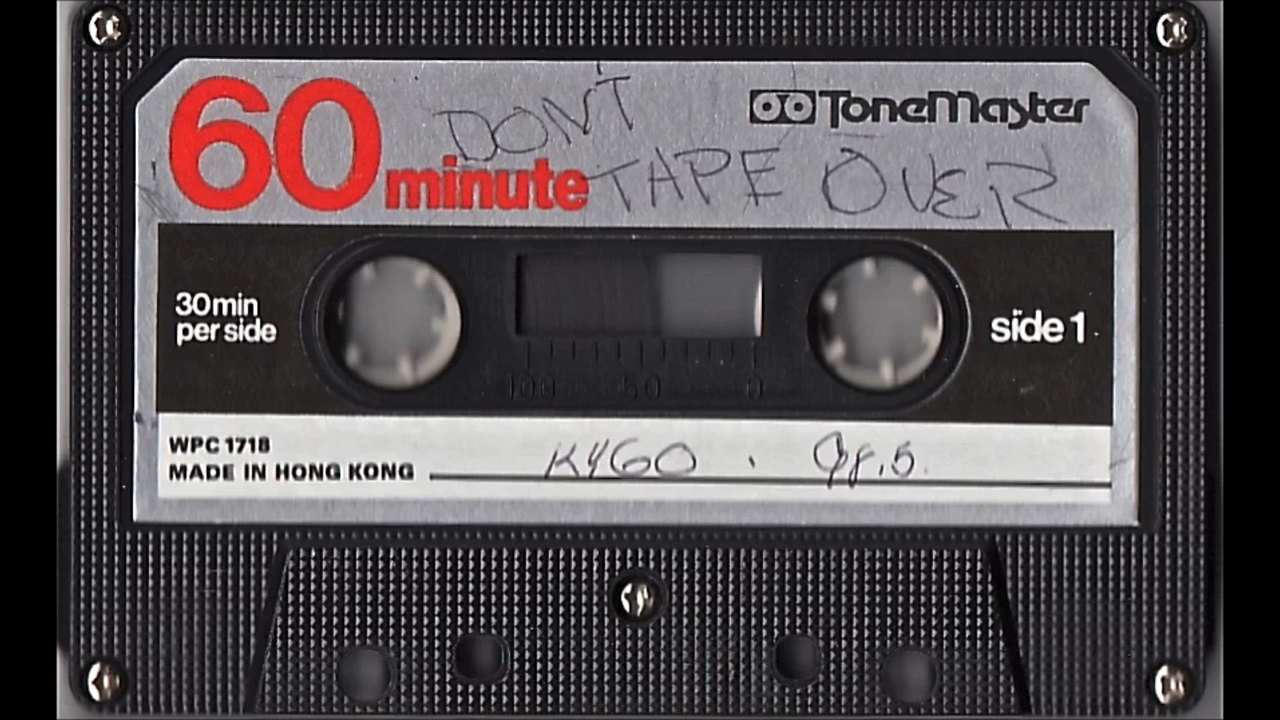 60 minute
DON'T
ToneMaster
TAPE OVER
30min
per side
side 1
100 50 0
WPC 1718
MADE IN HONG KONG
KYGO . 98.5